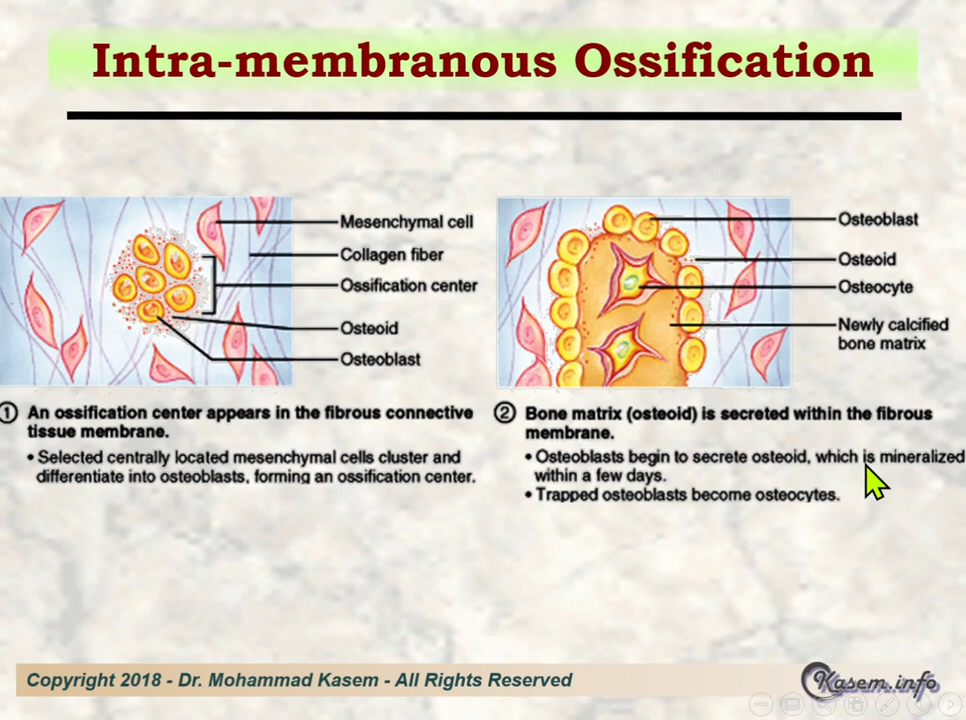 Intra-membranous Ossification
Mesenchymal cell
Collagen fiber
Ossification center
Osteoid
Osteoblast
① An ossification center appears in the fibrous connective
tissue membrane.
• Selected centrally located mesenchymal cells cluster and
differentiate into osteoblasts, forming an ossification center.
Osteoblast
Osteoid
Osteocyte
Newly calcified
bone matrix
② Bone matrix (osteoid) is secreted within the fibrous
membrane.
• Osteoblasts begin to secrete osteoid, which is mineralized
within a few days.
• Trapped osteoblasts become osteocytes.
Copyright 2018 - Dr. Mohammad Kasem - All Rights Reserved
Kasem.info